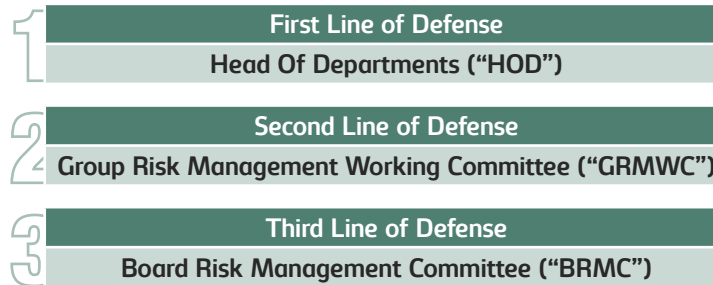 1
First Line of Defense
Head Of Departments (“HOD”)
2
Second Line of Defense
Group Risk Management Working Committee (“GRMWC”)
3
Third Line of Defense
Board Risk Management Committee (“BRMC”)